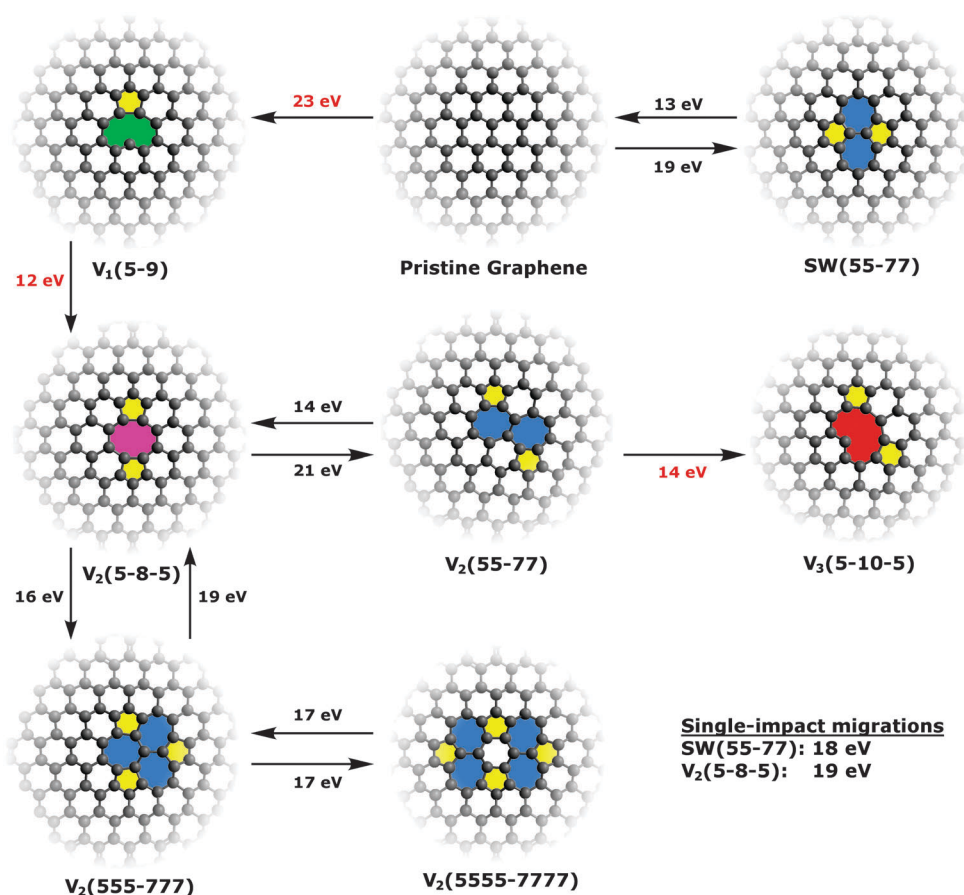 23 eV
13 eV
19 eV
V₁(5-9)
Pristine Graphene
SW(55-77)
12 eV
14 eV
21 eV
14 eV
V₂(5-8-5)
V₂(55-77)
V₃(5-10-5)
16 eV
19 eV
17 eV
17 eV
Single-impact migrations
SW(55-77): 18 eV
V₂(5-8-5): 19 eV
V₂(555-777)
V₂(5555-7777)